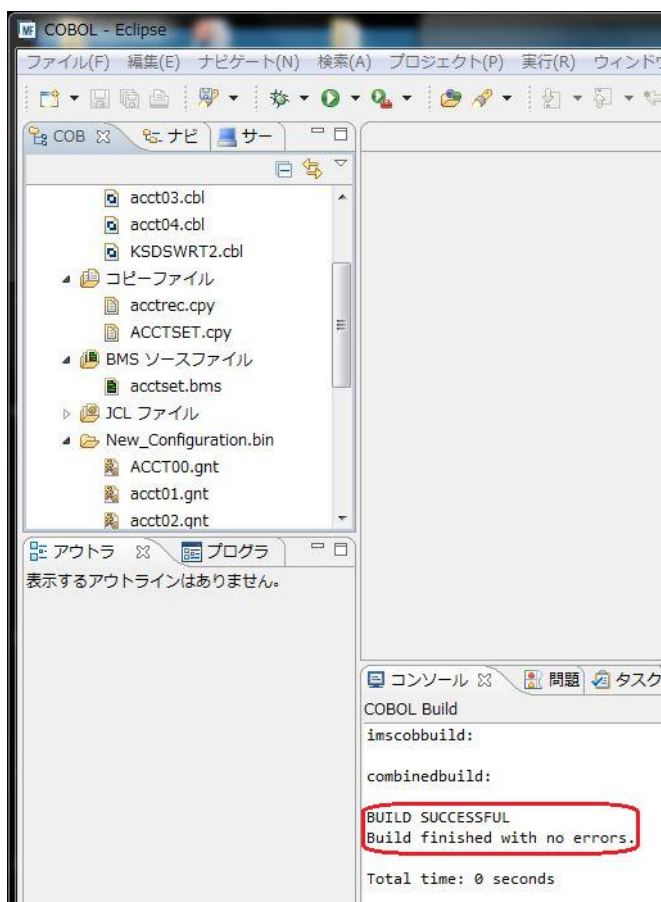 COBOL - Eclipse
ファイル(F) 編集(E) ナビゲート(N) 検索(A) プロジェクト(P) 実行(R) ウィンドウ
COB ナビ サー
acct03.cbl
acct04.cbl
KSDSWRT2.cbl
コピーファイル
acctrec.cpy
ACCTSET.cpy
BMS ソースファイル
acctset.bms
JCL ファイル
New_Configuration.bin
ACCT00.gnt
acct01.gnt
acct02.gnt
アウトラ プログラ
表示するアウトラインはありません。
コンソール 問題 タスク
COBOL Build
imscobbuild:
combinedbuild:
BUILD SUCCESSFUL
Build finished with no errors.
Total time: 0 seconds